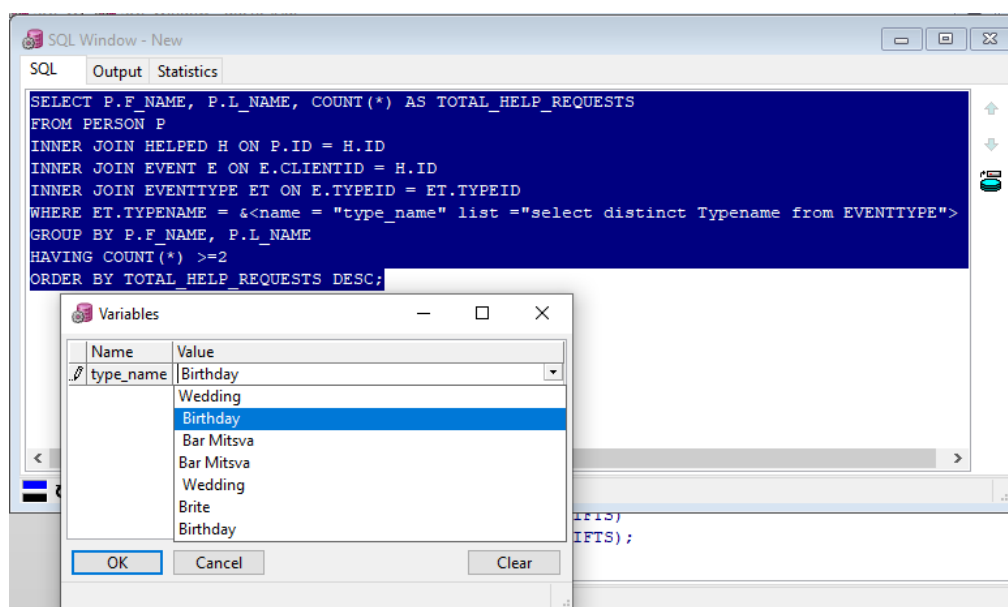 SQL Window - New
SQL Output Statistics
SELECT P.F_NAME, P.L_NAME, COUNT(*) AS TOTAL_HELP_REQUESTS
FROM PERSON P
INNER JOIN HELPED H ON P.ID = H.ID
INNER JOIN EVENT E ON E.CLIENTID = H.ID
INNER JOIN EVENTTYPE ET ON E.TYPEID = ET.TYPEID
WHERE ET.TYPENAME = &<name = "type_name" list ="select distinct Typename from EVENTTYPE">
GROUP BY P.F_NAME, P.L_NAME
HAVING COUNT(*) >=2
ORDER BY TOTAL_HELP_REQUESTS DESC;
Variables
Name Value
type_name Birthday
Wedding
Birthday
Bar Mitsva
Bar Mitsva
Wedding
Brite
Birthday
IFTS)
IFTS);
OK Cancel Clear